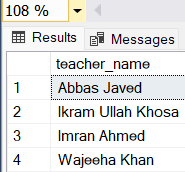 108 %
Results Messages
teacher_name
1 Abbas Javed
2 Ikram Ullah Khosa
3 Imran Ahmed
4 Wajeeha Khan